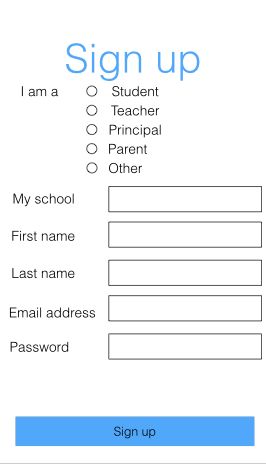 Sign up
I am a Student
Teacher
Principal
Parent
Other
My school
First name
Last name
Email address
Password
Sign up